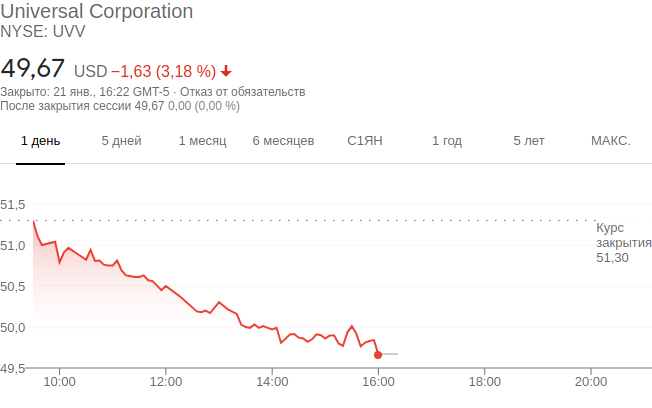 Universal Corporation
NYSE: UVV
49,67 USD −1,63 (3,18 %)
Закрыто: 21 янв., 16:22 GMT-5 · Отказ от обязательств
После закрытия сессии 49,67 0,00 (0,00 %)
1 день 5 дней 1 месяц 6 месяцев С1ЯН 1 год 5 лет МАКС.
51,5
Курс
закрытия
51,30
51,0
50,5
50,0
49,5
10:00 12:00 14:00 16:00 18:00 20:00